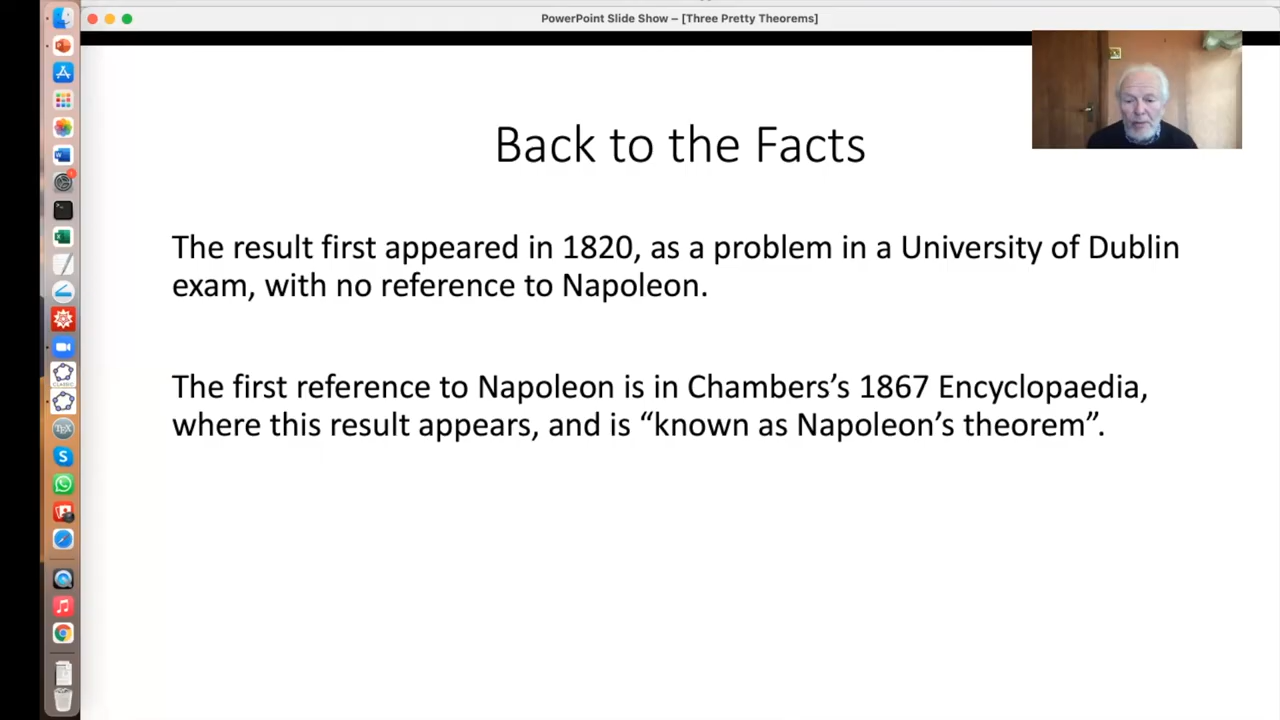 PowerPoint Slide Show – [Three Pretty Theorems]
Back to the Facts
The result first appeared in 1820, as a problem in a University of Dublin
exam, with no reference to Napoleon.
The first reference to Napoleon is in Chambers’s 1867 Encyclopaedia,
where this result appears, and is “known as Napoleon’s theorem”.
CLASSIC
TEX